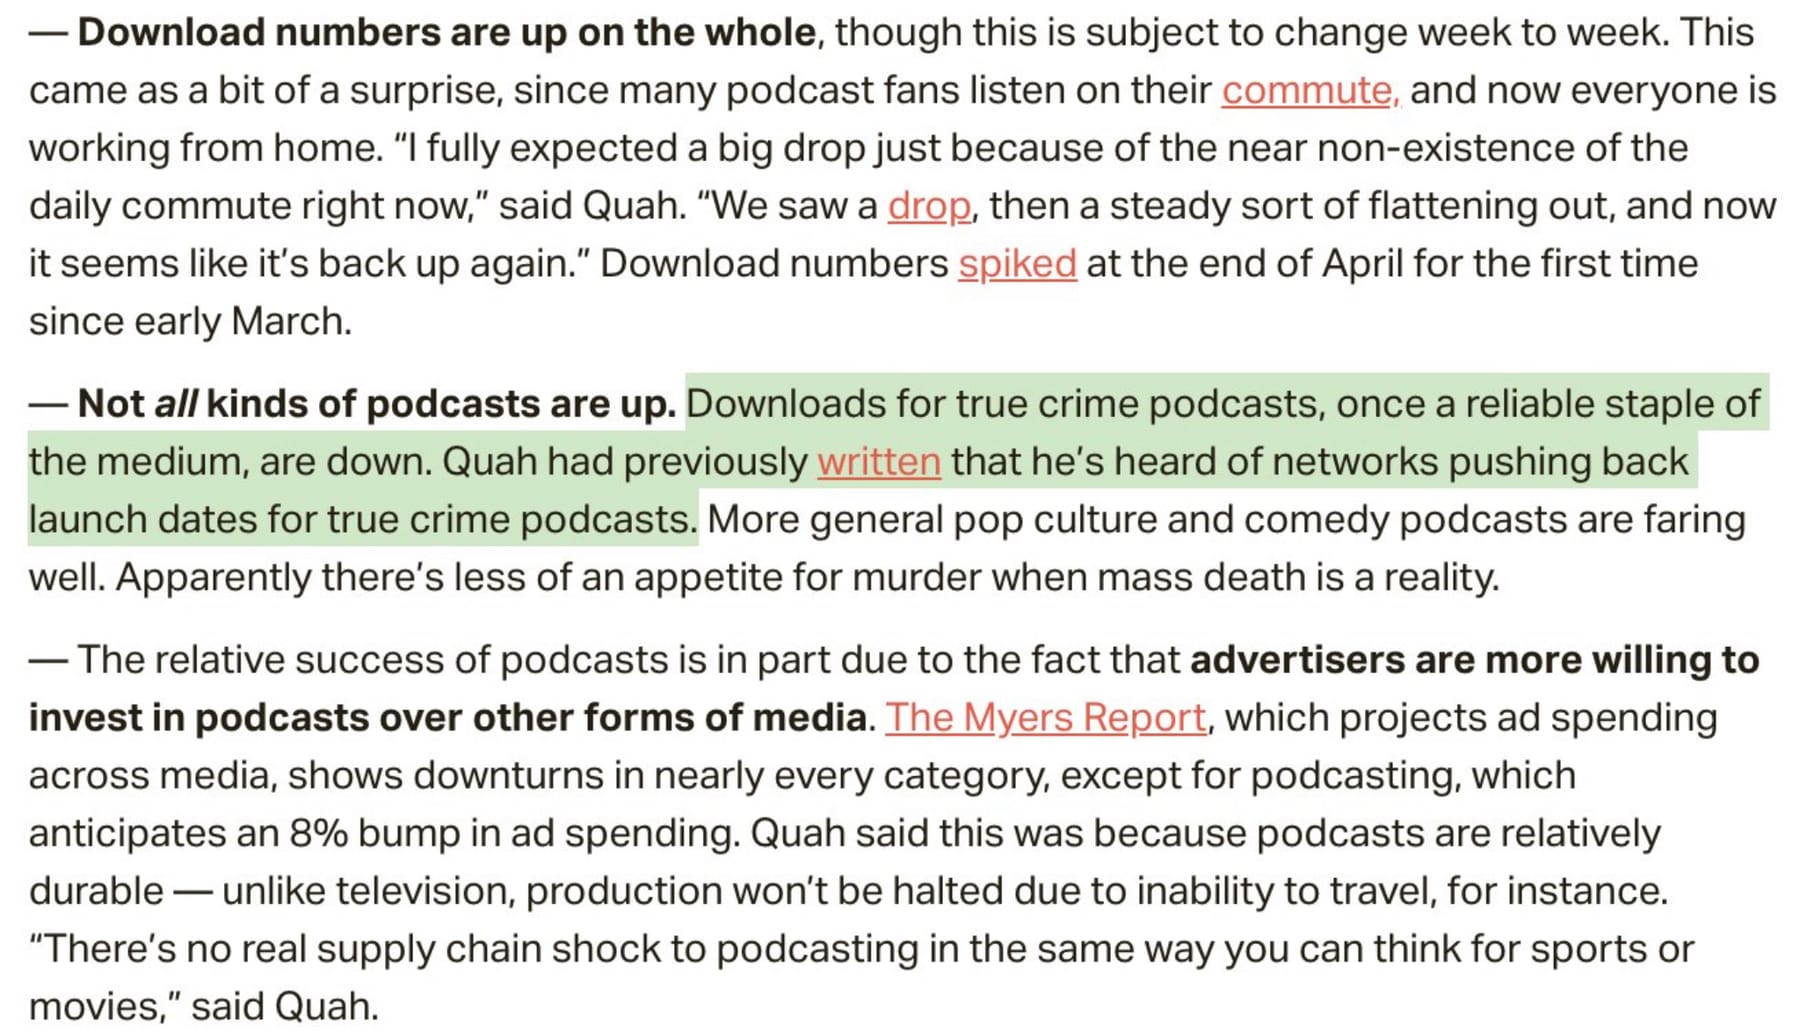 — Download numbers are up on the whole, though this is subject to change week to week. This
came as a bit of a surprise, since many podcast fans listen on their commute, and now everyone is
working from home. “I fully expected a big drop just because of the near non-existence of the
daily commute right now,” said Quah. “We saw a drop, then a steady sort of flattening out, and now
it seems like it’s back up again.” Download numbers spiked at the end of April for the first time
since early March.
— Not all kinds of podcasts are up. Downloads for true crime podcasts, once a reliable staple of
the medium, are down. Quah had previously written that he’s heard of networks pushing back
launch dates for true crime podcasts. More general pop culture and comedy podcasts are faring
well. Apparently there’s less of an appetite for murder when mass death is a reality.
— The relative success of podcasts is in part due to the fact that advertisers are more willing to
invest in podcasts over other forms of media. The Myers Report, which projects ad spending
across media, shows downturns in nearly every category, except for podcasting, which
anticipates an 8% bump in ad spending. Quah said this was because podcasts are relatively
durable — unlike television, production won’t be halted due to inability to travel, for instance.
“There’s no real supply chain shock to podcasting in the same way you can think for sports or
movies,” said Quah.